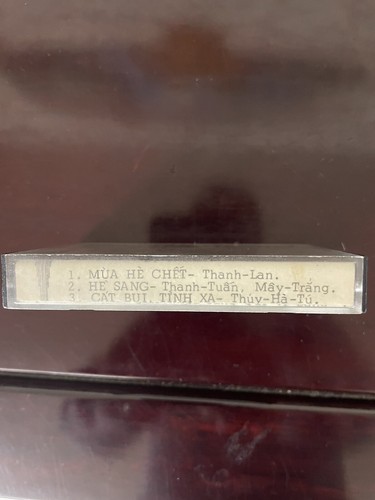 1. MÙA HÈ CHẾT- Thanh-Lan.
2. HÈ SANG- Thanh-Tuấn, Mây-Trắng.
3. CÁT BỤI, TÌNH XA- Thúy-Hà-Tú.